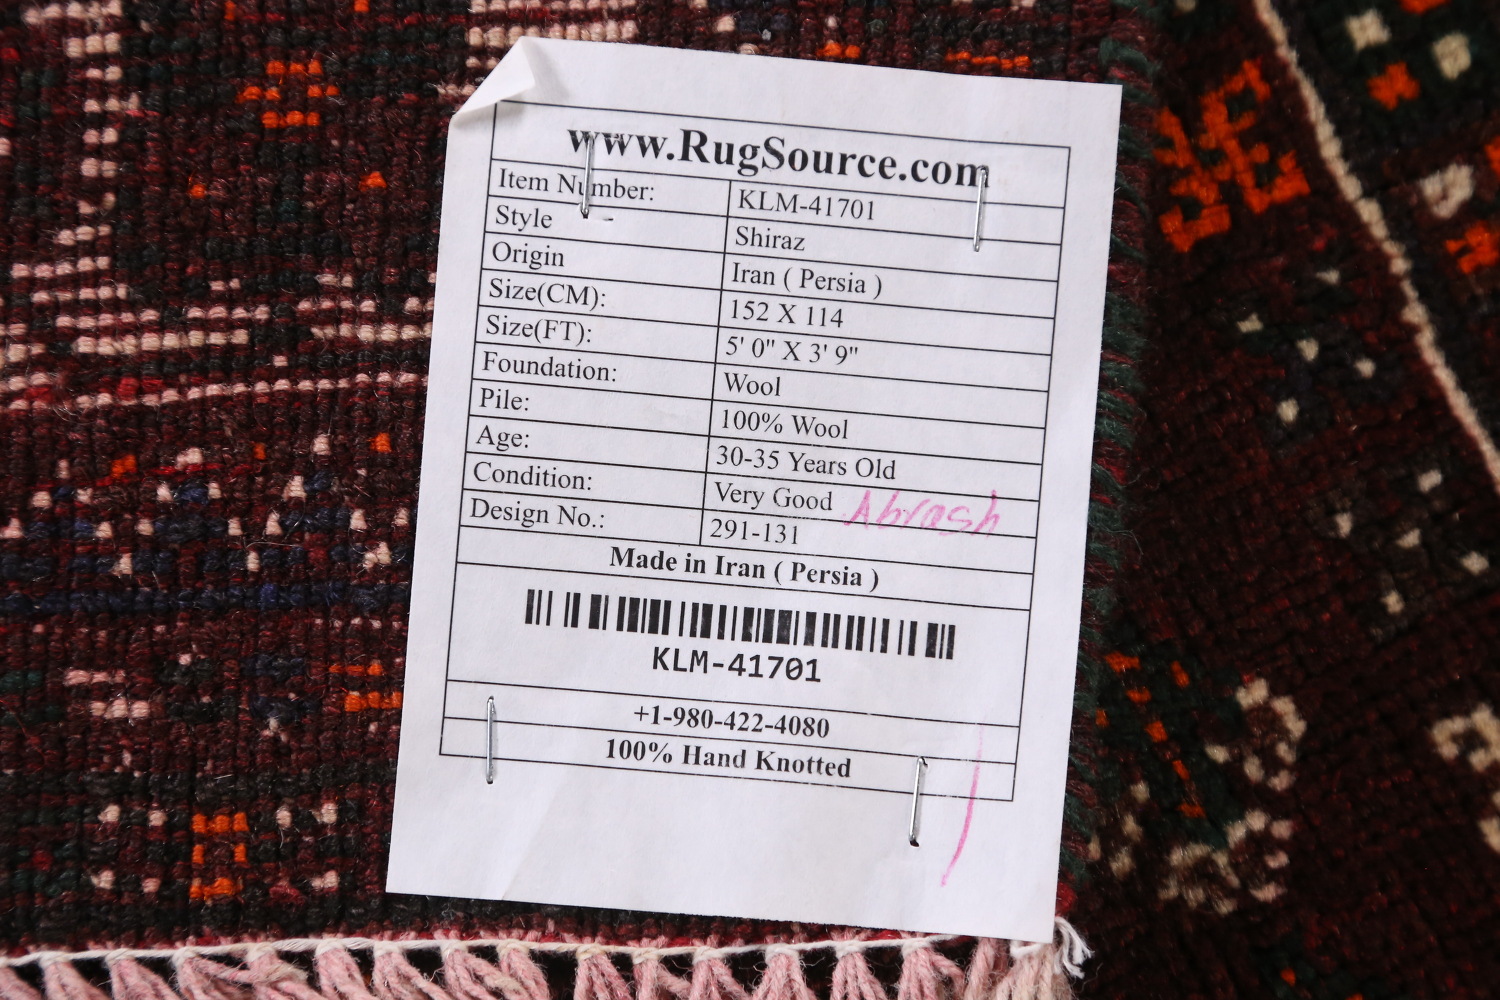 www.RugSource.com
Item Number: KLM-41701
Style Shiraz
Origin Iran ( Persia )
Size(CM): 152 X 114
Size(FT): 5' 0" X 3' 9"
Foundation: Wool
Pile: 100% Wool
Age: 30-35 Years Old
Condition: Very Good Abrash
Design No.: 291-131
Made in Iran ( Persia )
KLM-41701
+1-980-422-4080
100% Hand Knotted